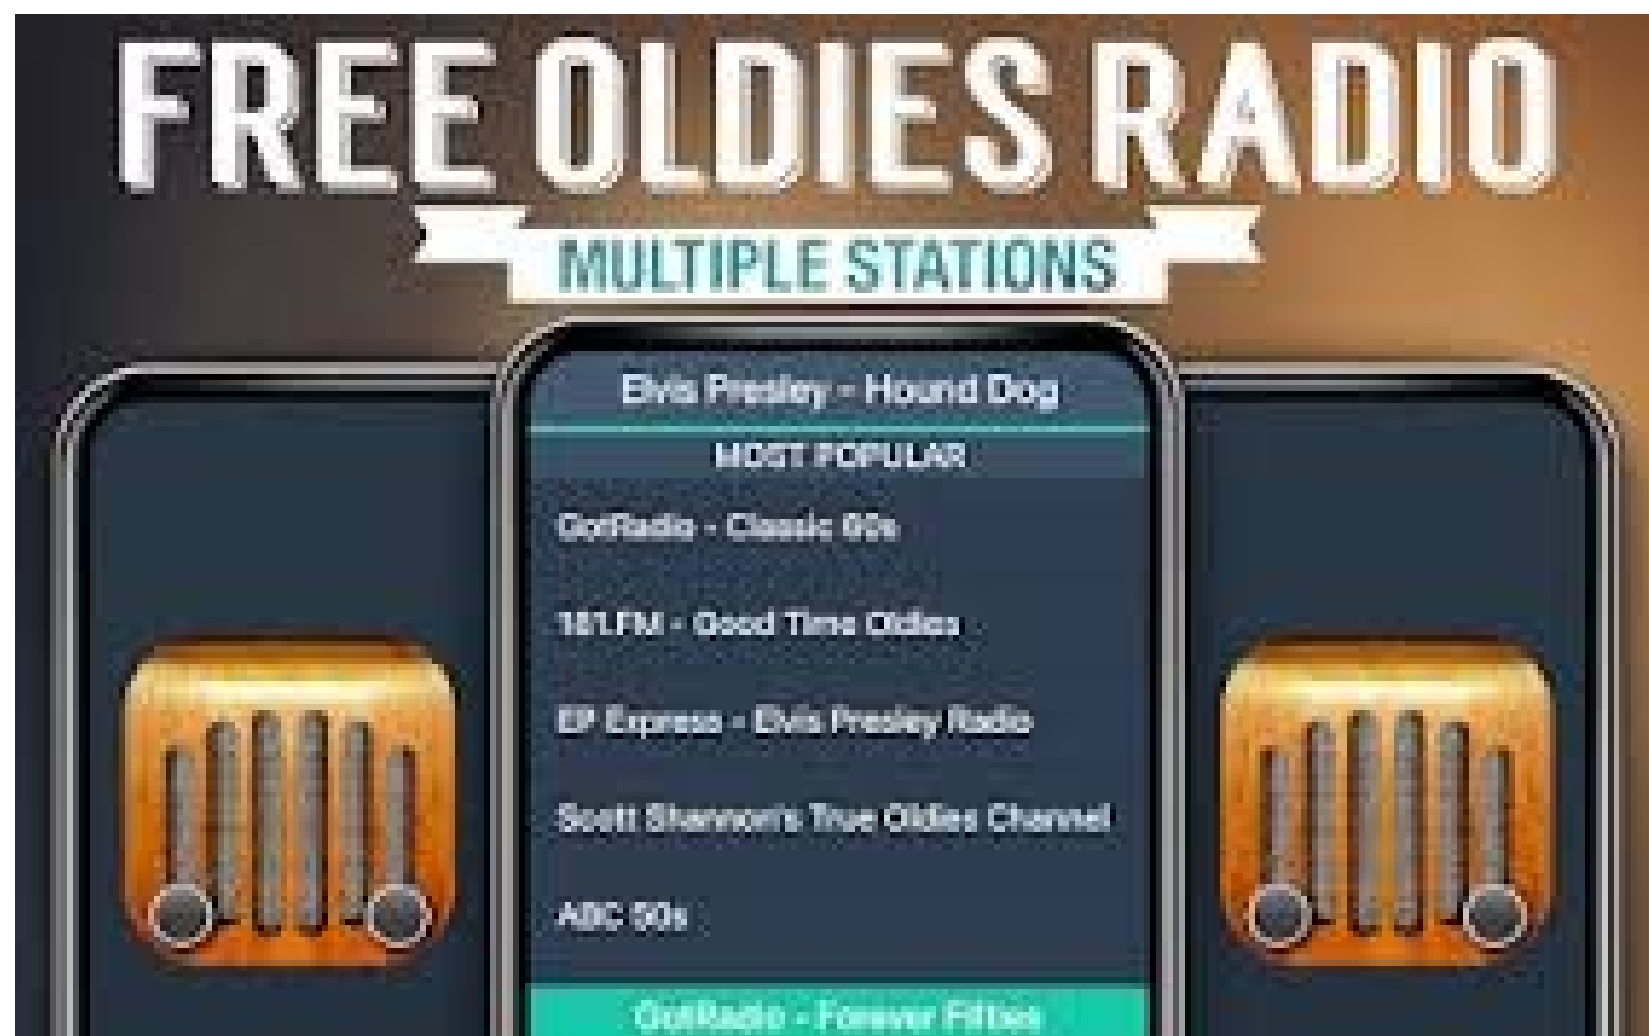 FREE OLDIES RADIO
MULTIPLE STATIONS
Elvis Presley - Hound Dog
MOST POPULAR
GotRadio - Classic 60s
181.FM - Good Time Oldies
EP Express - Elvis Presley Radio
Scott Shannon's True Oldies Channel
ABC 50s
GotRadio - Forever Fifties